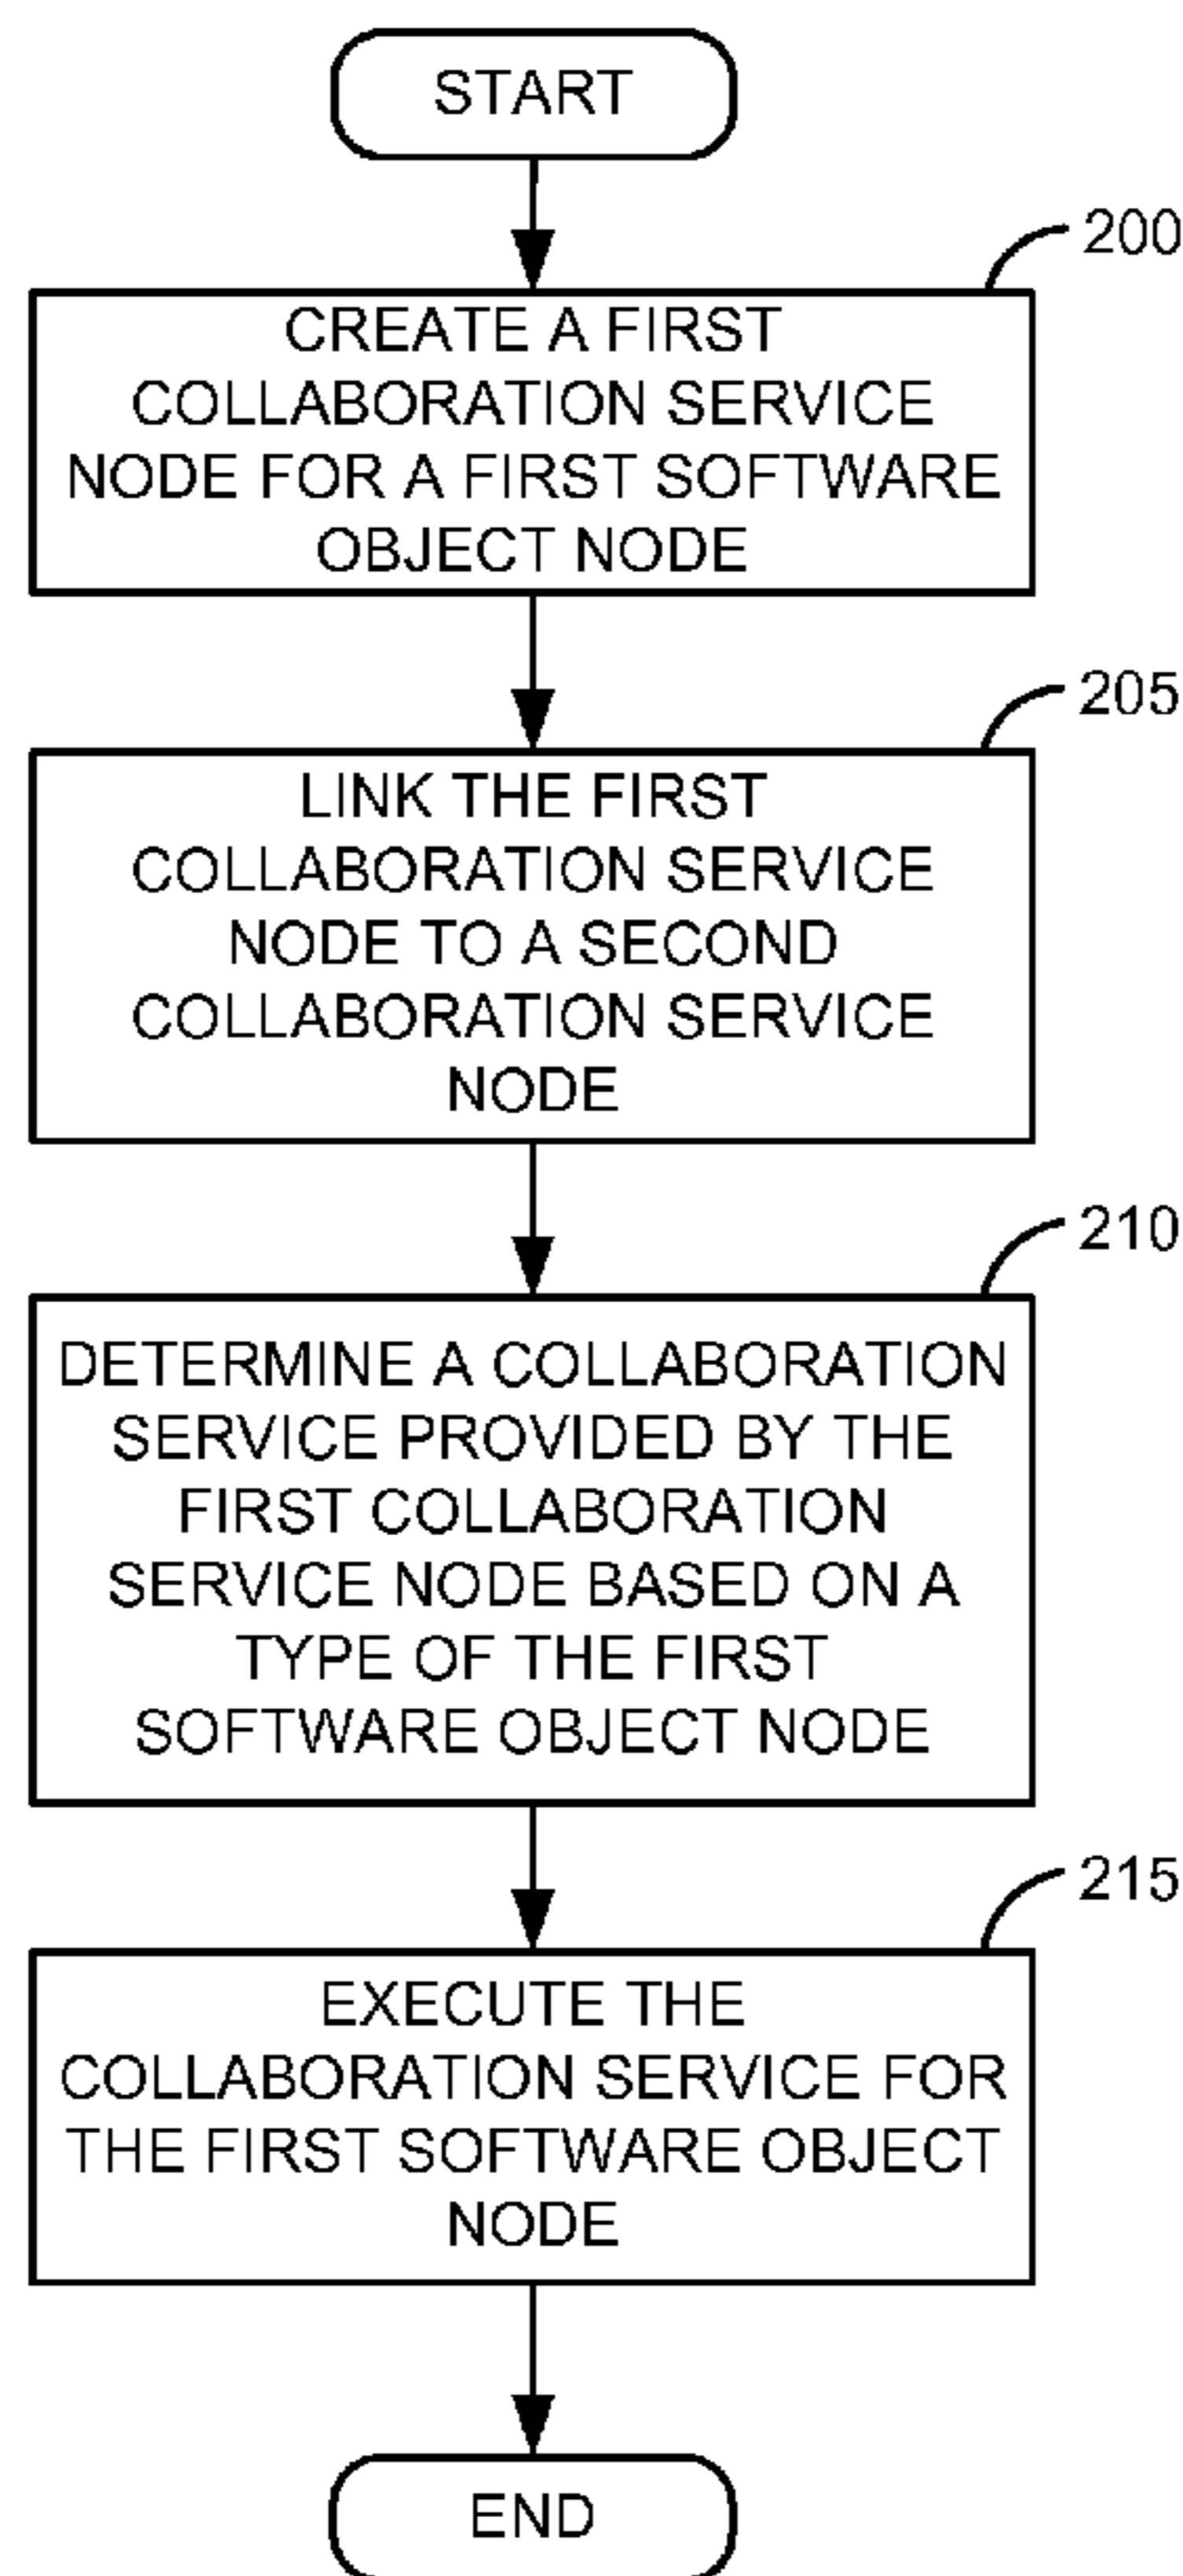 START
200
CREATE A FIRST
COLLABORATION SERVICE
NODE FOR A FIRST SOFTWARE
OBJECT NODE
205
LINK THE FIRST
COLLABORATION SERVICE
NODE TO A SECOND
COLLABORATION SERVICE
NODE
210
DETERMINE A COLLABORATION
SERVICE PROVIDED BY THE
FIRST COLLABORATION
SERVICE NODE BASED ON A
TYPE OF THE FIRST
SOFTWARE OBJECT NODE
215
EXECUTE THE
COLLABORATION SERVICE FOR
THE FIRST SOFTWARE OBJECT
NODE
END